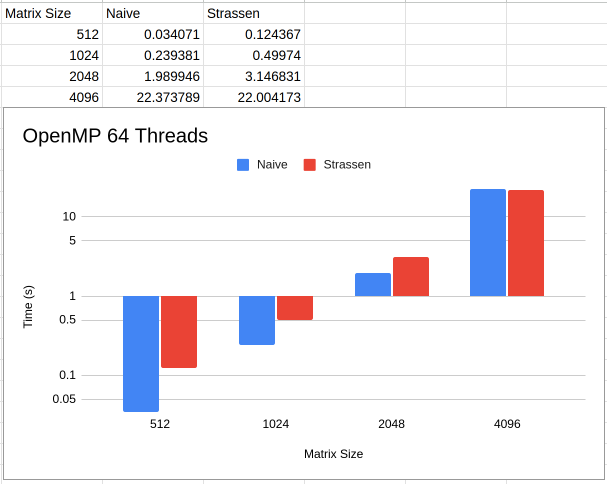 Matrix Size Naive Strassen
512 0.034071 0.124367
1024 0.239381 0.49974
2048 1.989946 3.146831
4096 22.373789 22.004173
OpenMP 64 Threads
Naive Strassen
10
5
1
0.5
0.1
0.05
Time (s)
512 1024 2048 4096
Matrix Size